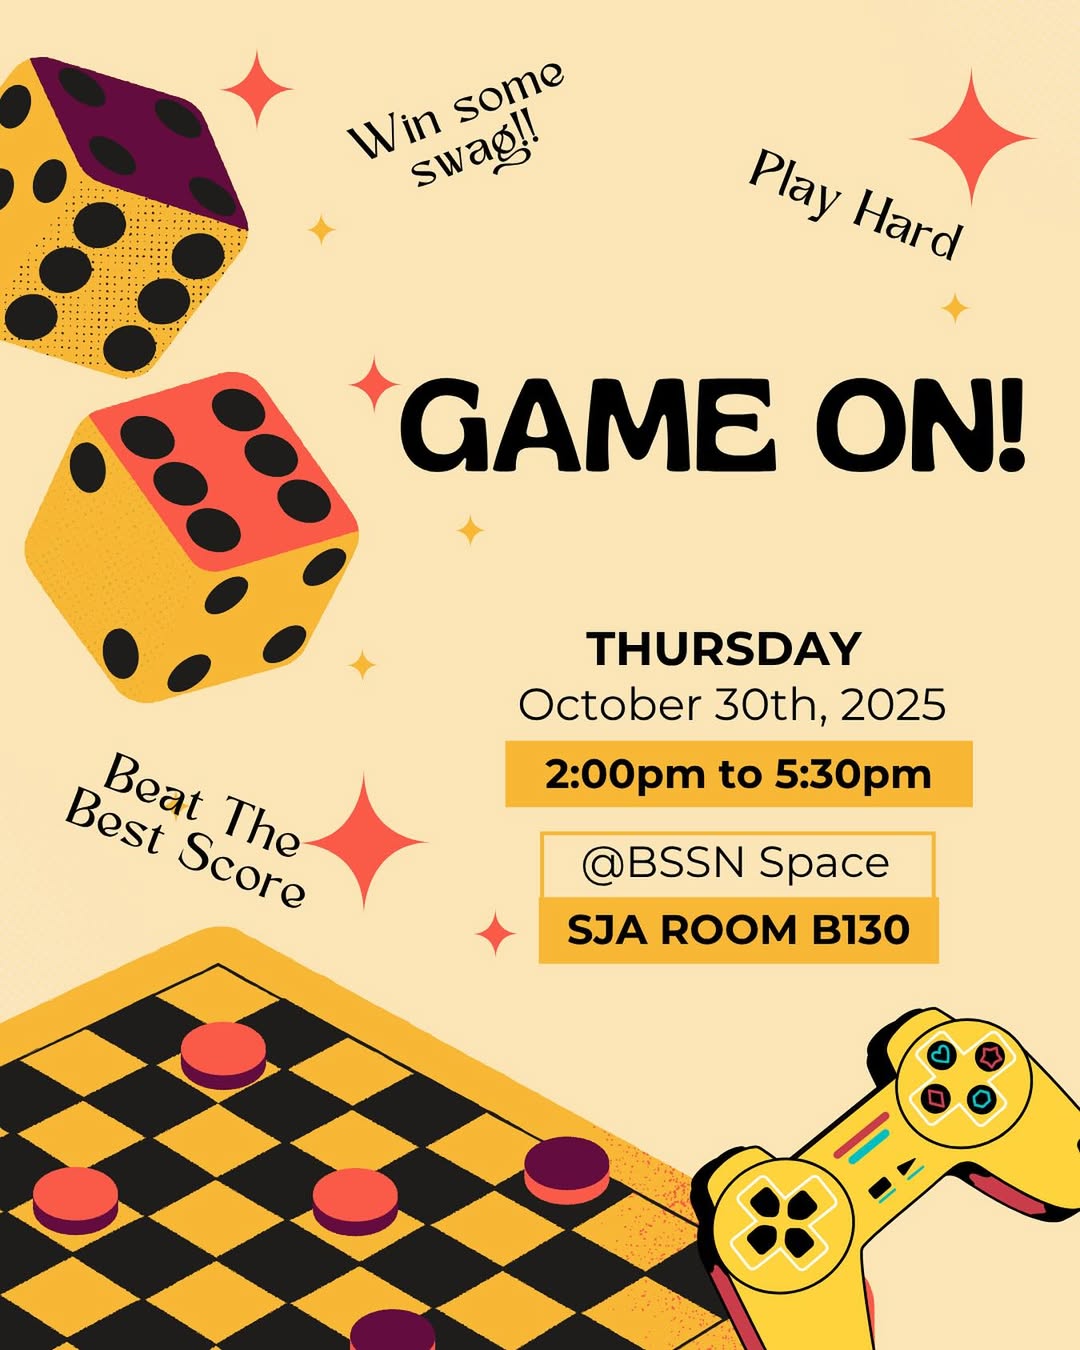 Win some
swag!!
Play Hard
GAME ON!
THURSDAY
October 30th, 2025
2:00pm to 5:30pm
@BSSN Space
SJA ROOM B130
Beat The
Best Score